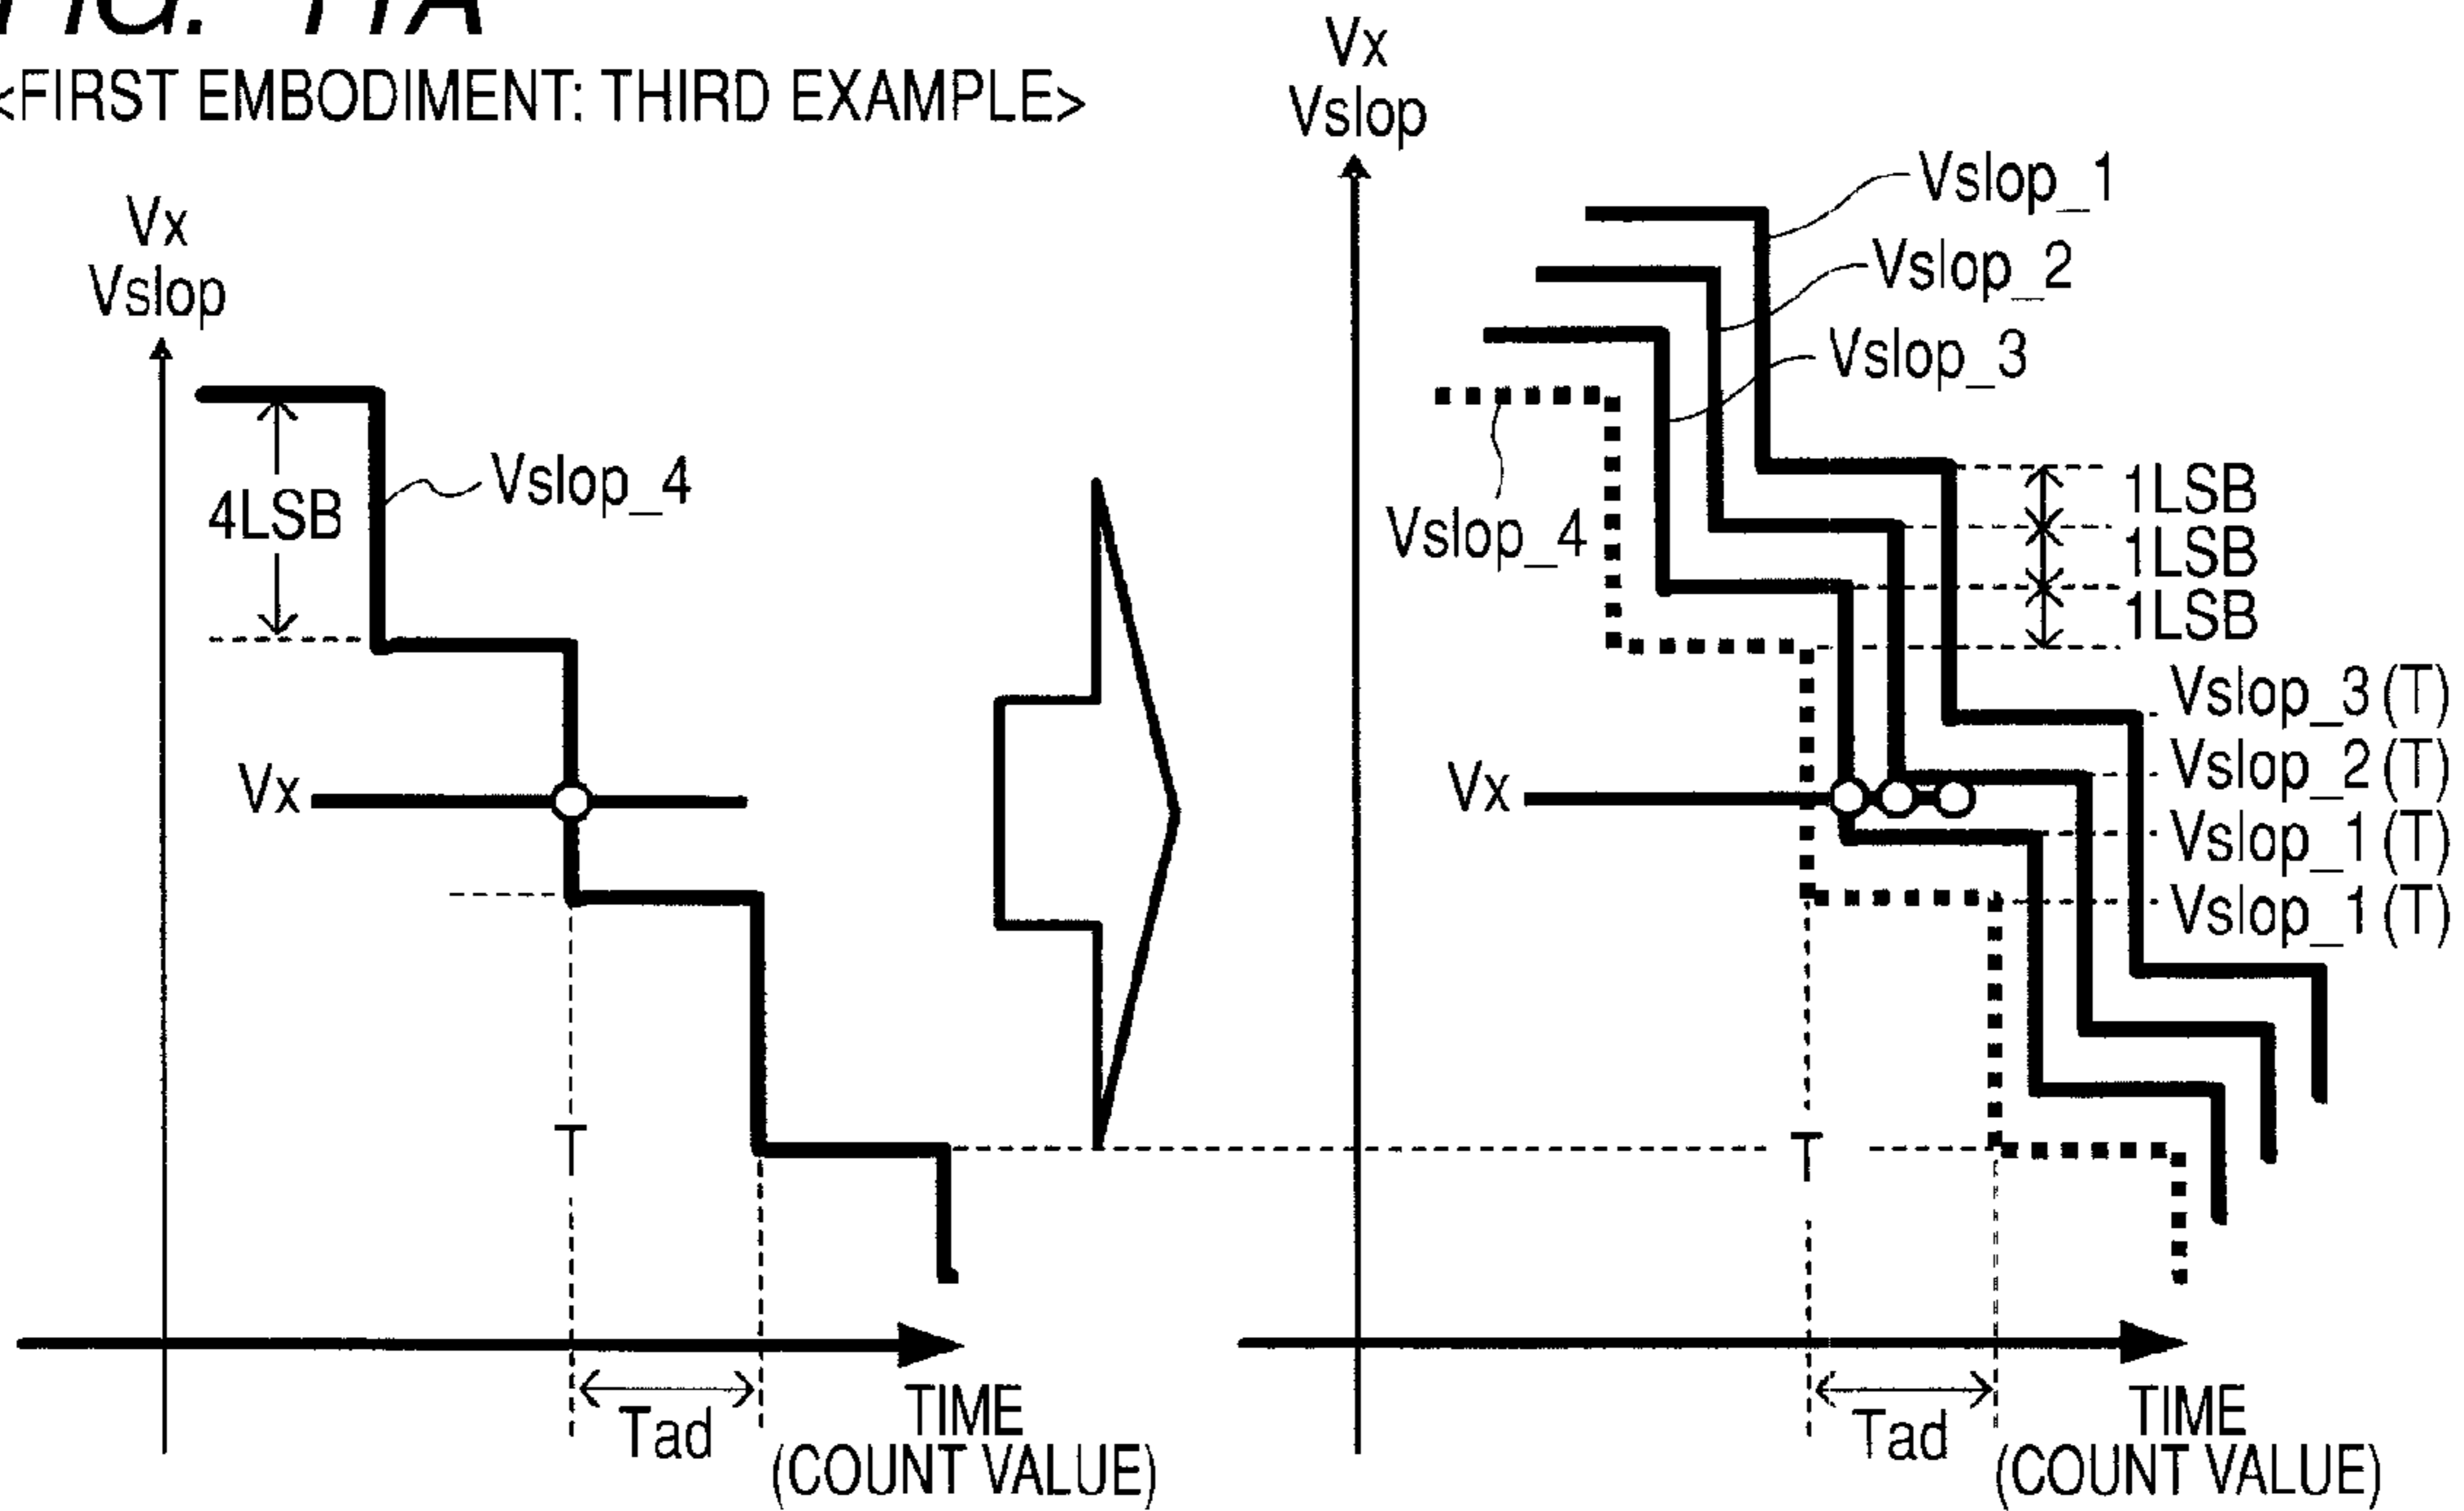 FIG. 11A
<FIRST EMBODIMENT: THIRD EXAMPLE>
Vx
Vslop
4LSB
Vslop_4
Vx
T
Tad
TIME
(COUNT VALUE)
Vx
Vslop
Vslop_1
Vslop_2
Vslop_3
Vslop_4
1LSB
1LSB
1LSB
Vslop_3(T)
Vslop_2(T)
Vslop_1(T)
Vslop_1(T)
Vx
T
Tad
TIME
(COUNT VALUE)